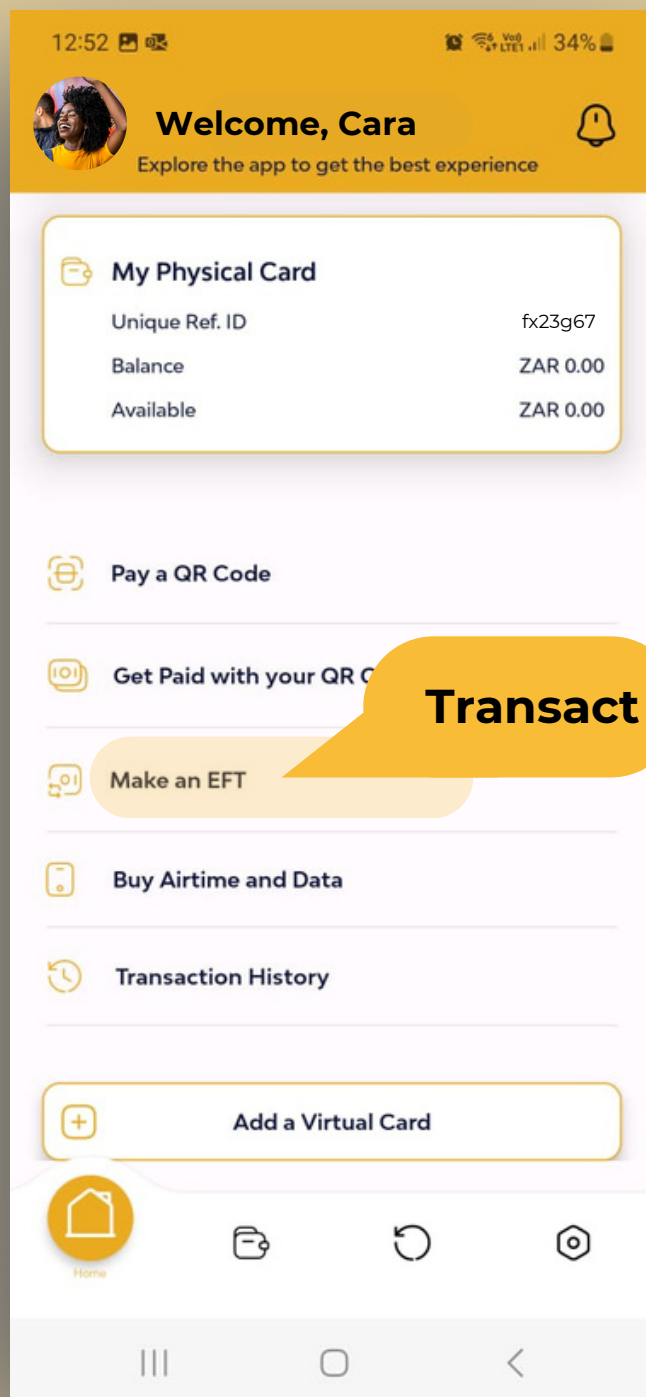 12:52
34%
Welcome, Cara
Explore the app to get the best experience
My Physical Card
Unique Ref. ID fx23g67
Balance ZAR 0.00
Available ZAR 0.00
Pay a QR Code
Get Paid with your QR
Transact
Make an EFT
Buy Airtime and Data
Transaction History
Add a Virtual Card
Home